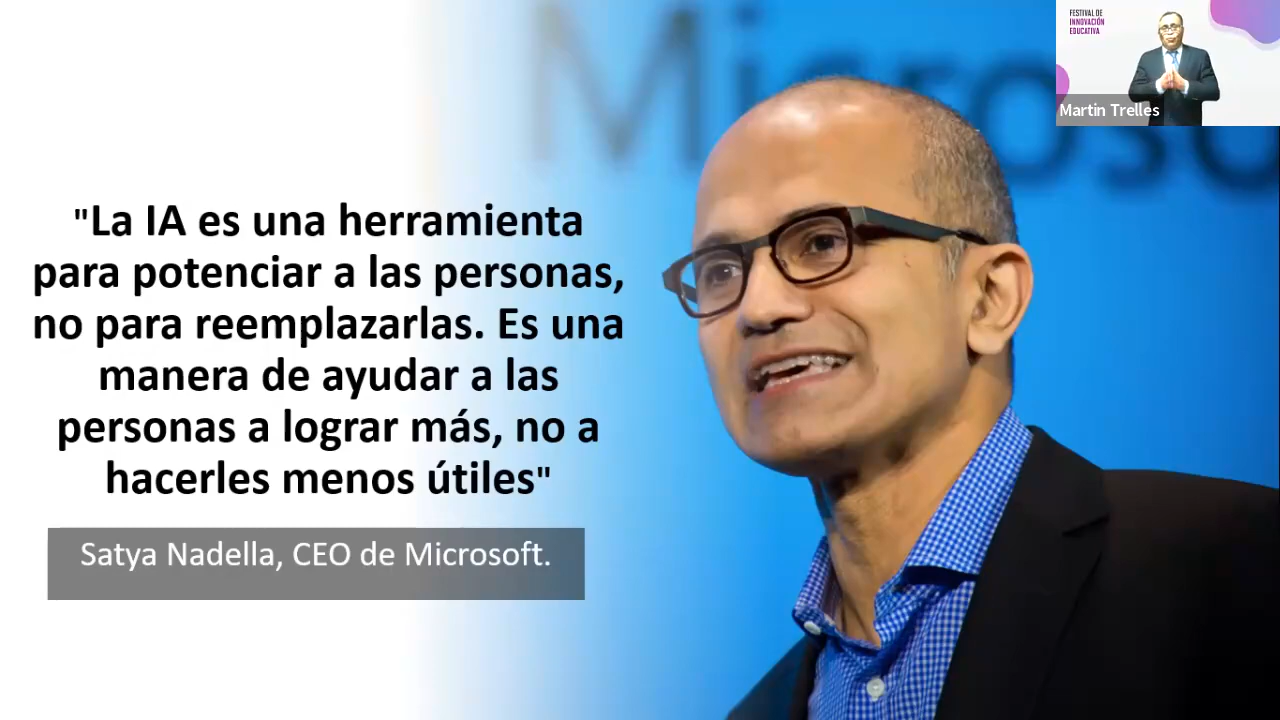 "La IA es una herramienta
para potenciar a las personas,
no para reemplazarlas. Es una
manera de ayudar a las
personas a lograr más, no a
hacerles menos útiles"
Satya Nadella, CEO de Microsoft.
Microso
FESTIVAL DE
INNOVACIÓN
EDUCATIVA
Martin Trelles